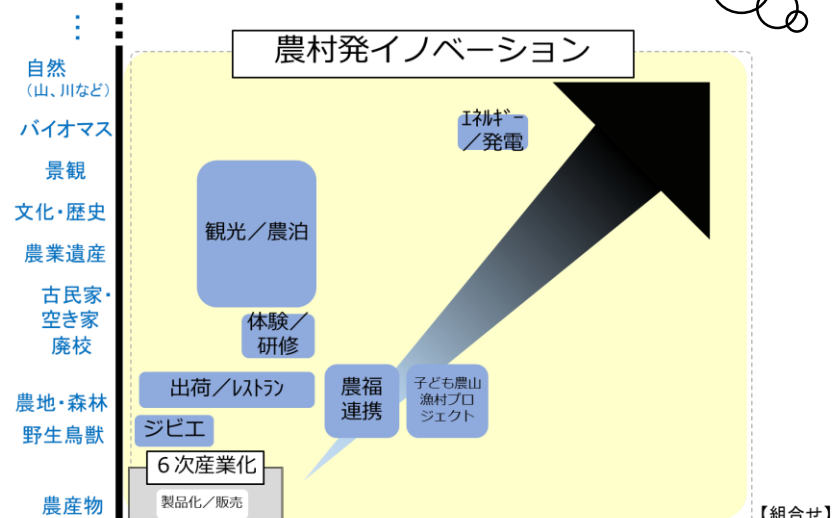 農村発イノベーション
⋮
自然
（山、川など）
バイオマス
景観
文化・歴史
農業遺産
古民家・
空き家
廃校
農地・森林
野生鳥獣
農産物
ｴﾈﾙｷﾞｰ
／発電
観光／農泊
体験／
研修
出荷／ﾚｽﾄﾗﾝ
農福
連携
子ども農山
漁村プロ
ジェクト
ジビエ
６次産業化
製品化／販売
【組合せ】